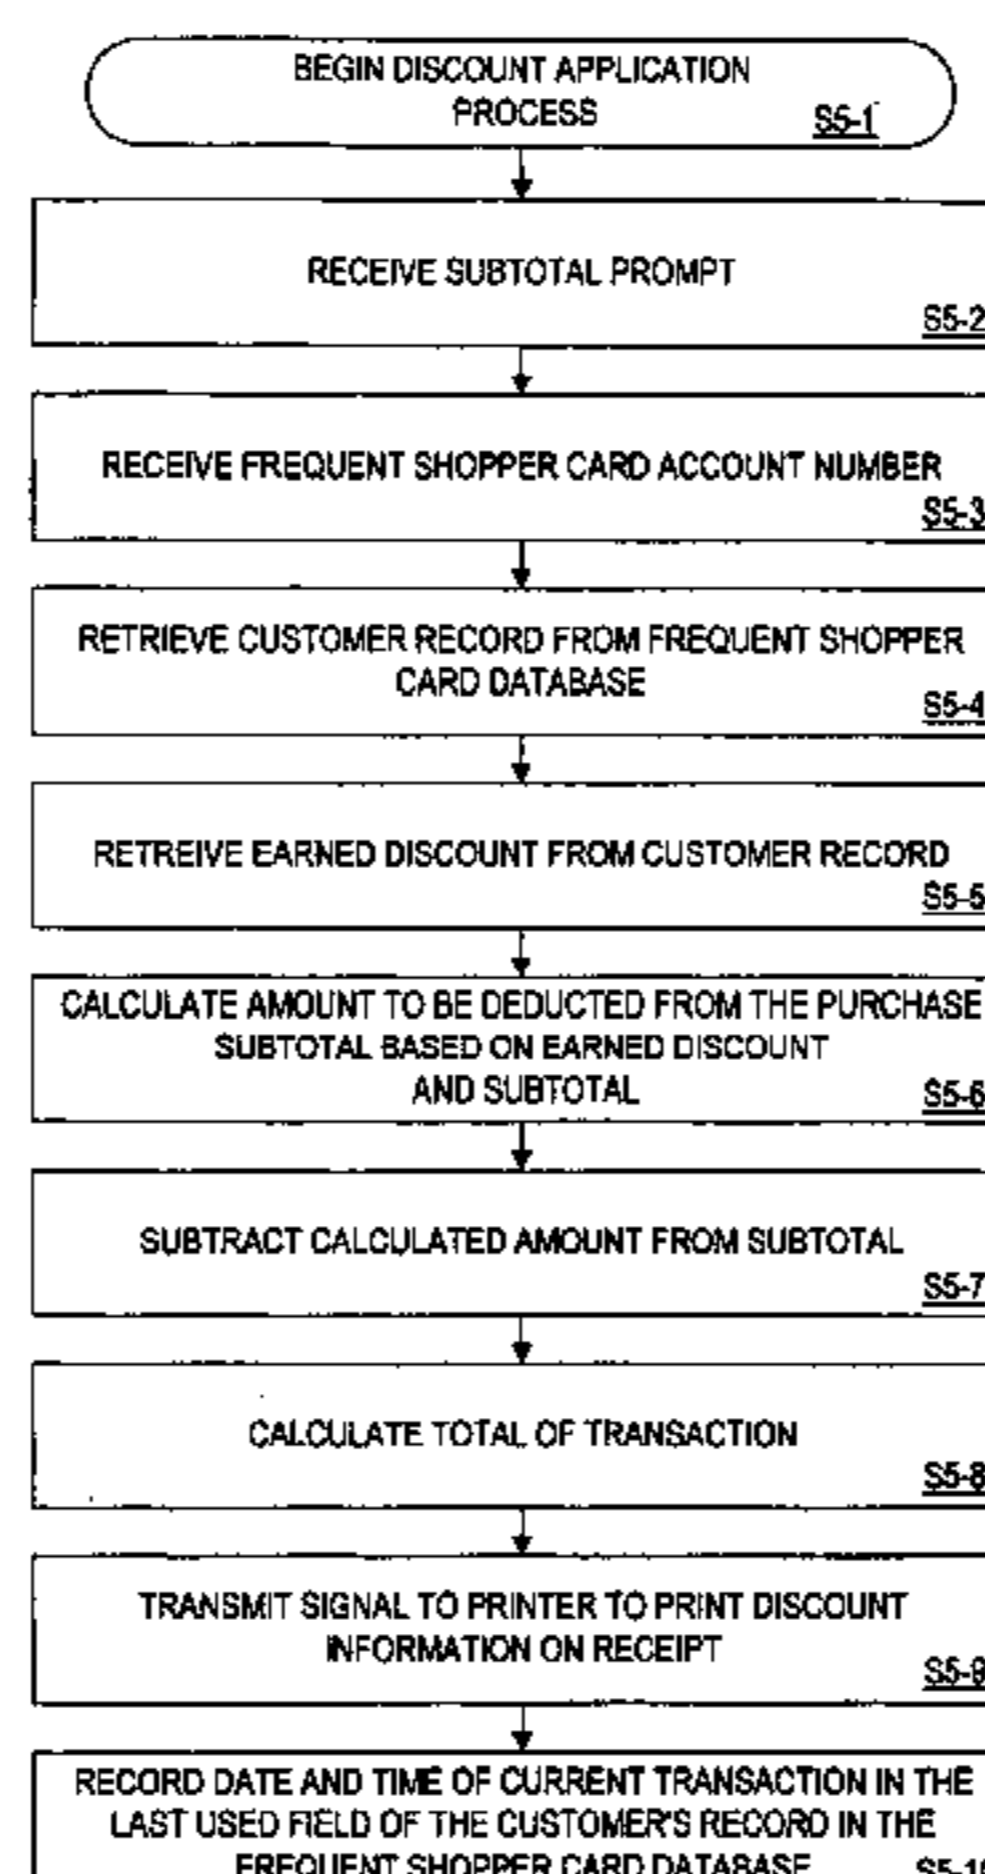 BEGIN DISCOUNT APPLICATION
PROCESS
S5-1
RECEIVE SUBTOTAL PROMPT
S5-2
RECEIVE FREQUENT SHOPPER CARD ACCOUNT NUMBER
S5-3
RETRIEVE CUSTOMER RECORD FROM FREQUENT SHOPPER
CARD DATABASE
S5-4
RETREIVE EARNED DISCOUNT FROM CUSTOMER RECORD
S5-5
CALCULATE AMOUNT TO BE DEDUCTED FROM THE PURCHASE
SUBTOTAL BASED ON EARNED DISCOUNT
AND SUBTOTAL
S5-6
SUBTRACT CALCULATED AMOUNT FROM SUBTOTAL
S5-7
CALCULATE TOTAL OF TRANSACTION
S5-8
TRANSMIT SIGNAL TO PRINTER TO PRINT DISCOUNT
INFORMATION ON RECEIPT
S5-9
RECORD DATE AND TIME OF CURRENT TRANSACTION IN THE
LAST USED FIELD OF THE CUSTOMER'S RECORD IN THE
FREQUENT SHOPPER CARD DATABASE
S5-10